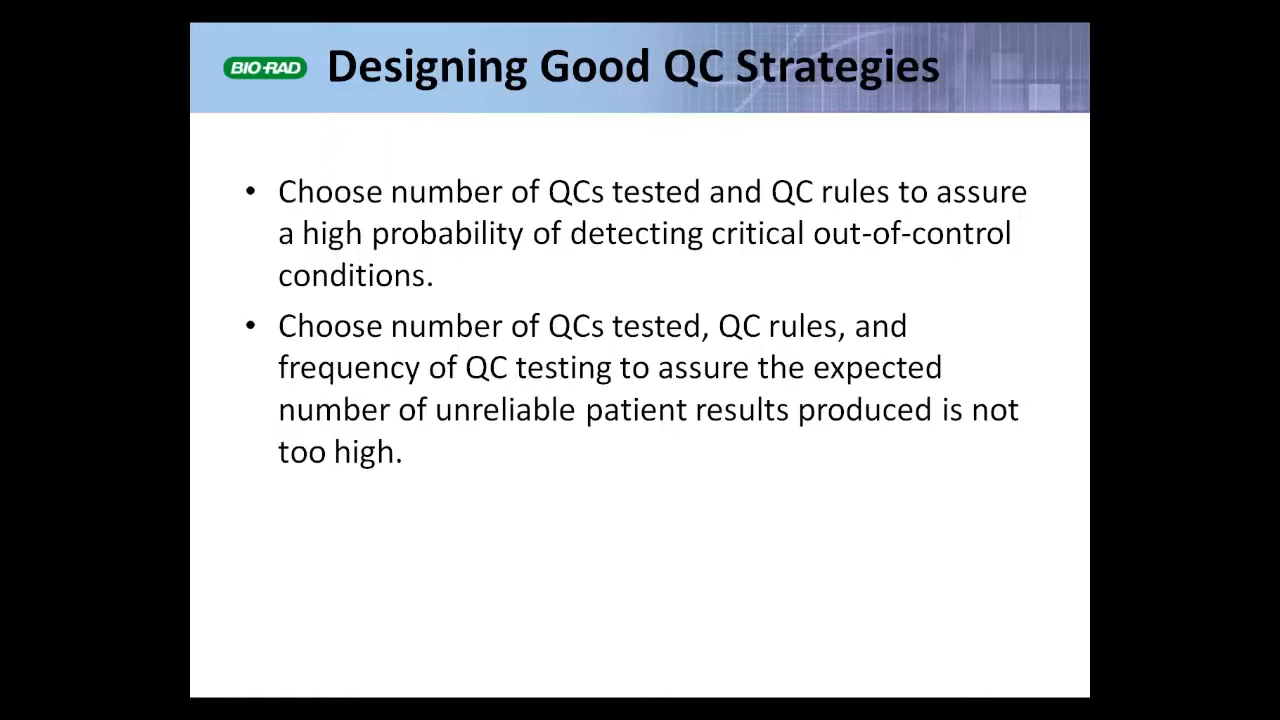 BIO-RAD
Designing Good QC Strategies
• Choose number of QCs tested and QC rules to assure
a high probability of detecting critical out-of-control
conditions.
• Choose number of QCs tested, QC rules, and
frequency of QC testing to assure the expected
number of unreliable patient results produced is not
too high.